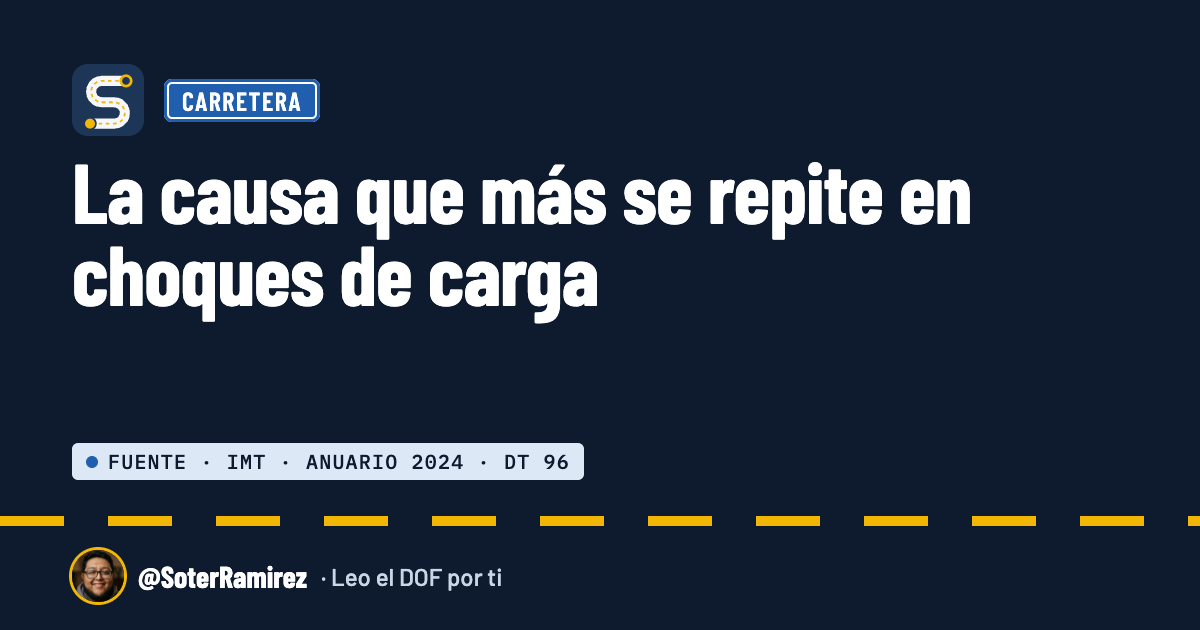 CARRETERA
La causa que más se repite en
choques de carga
FUENTE · IMT · ANUARIO 2024 · DT 96
@SoterRamirez · Leo el DOF por ti